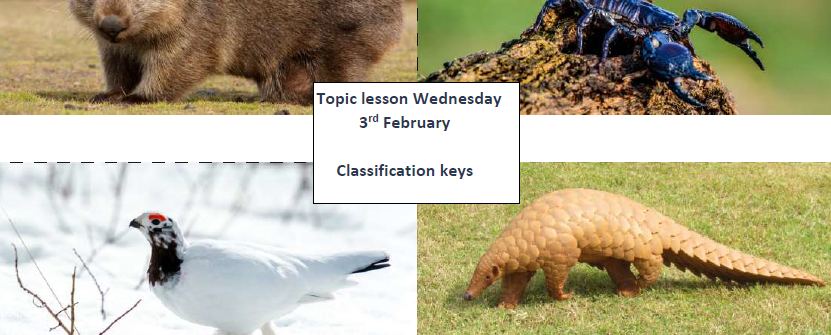 Topic lesson Wednesday
3rd February
Classification keys